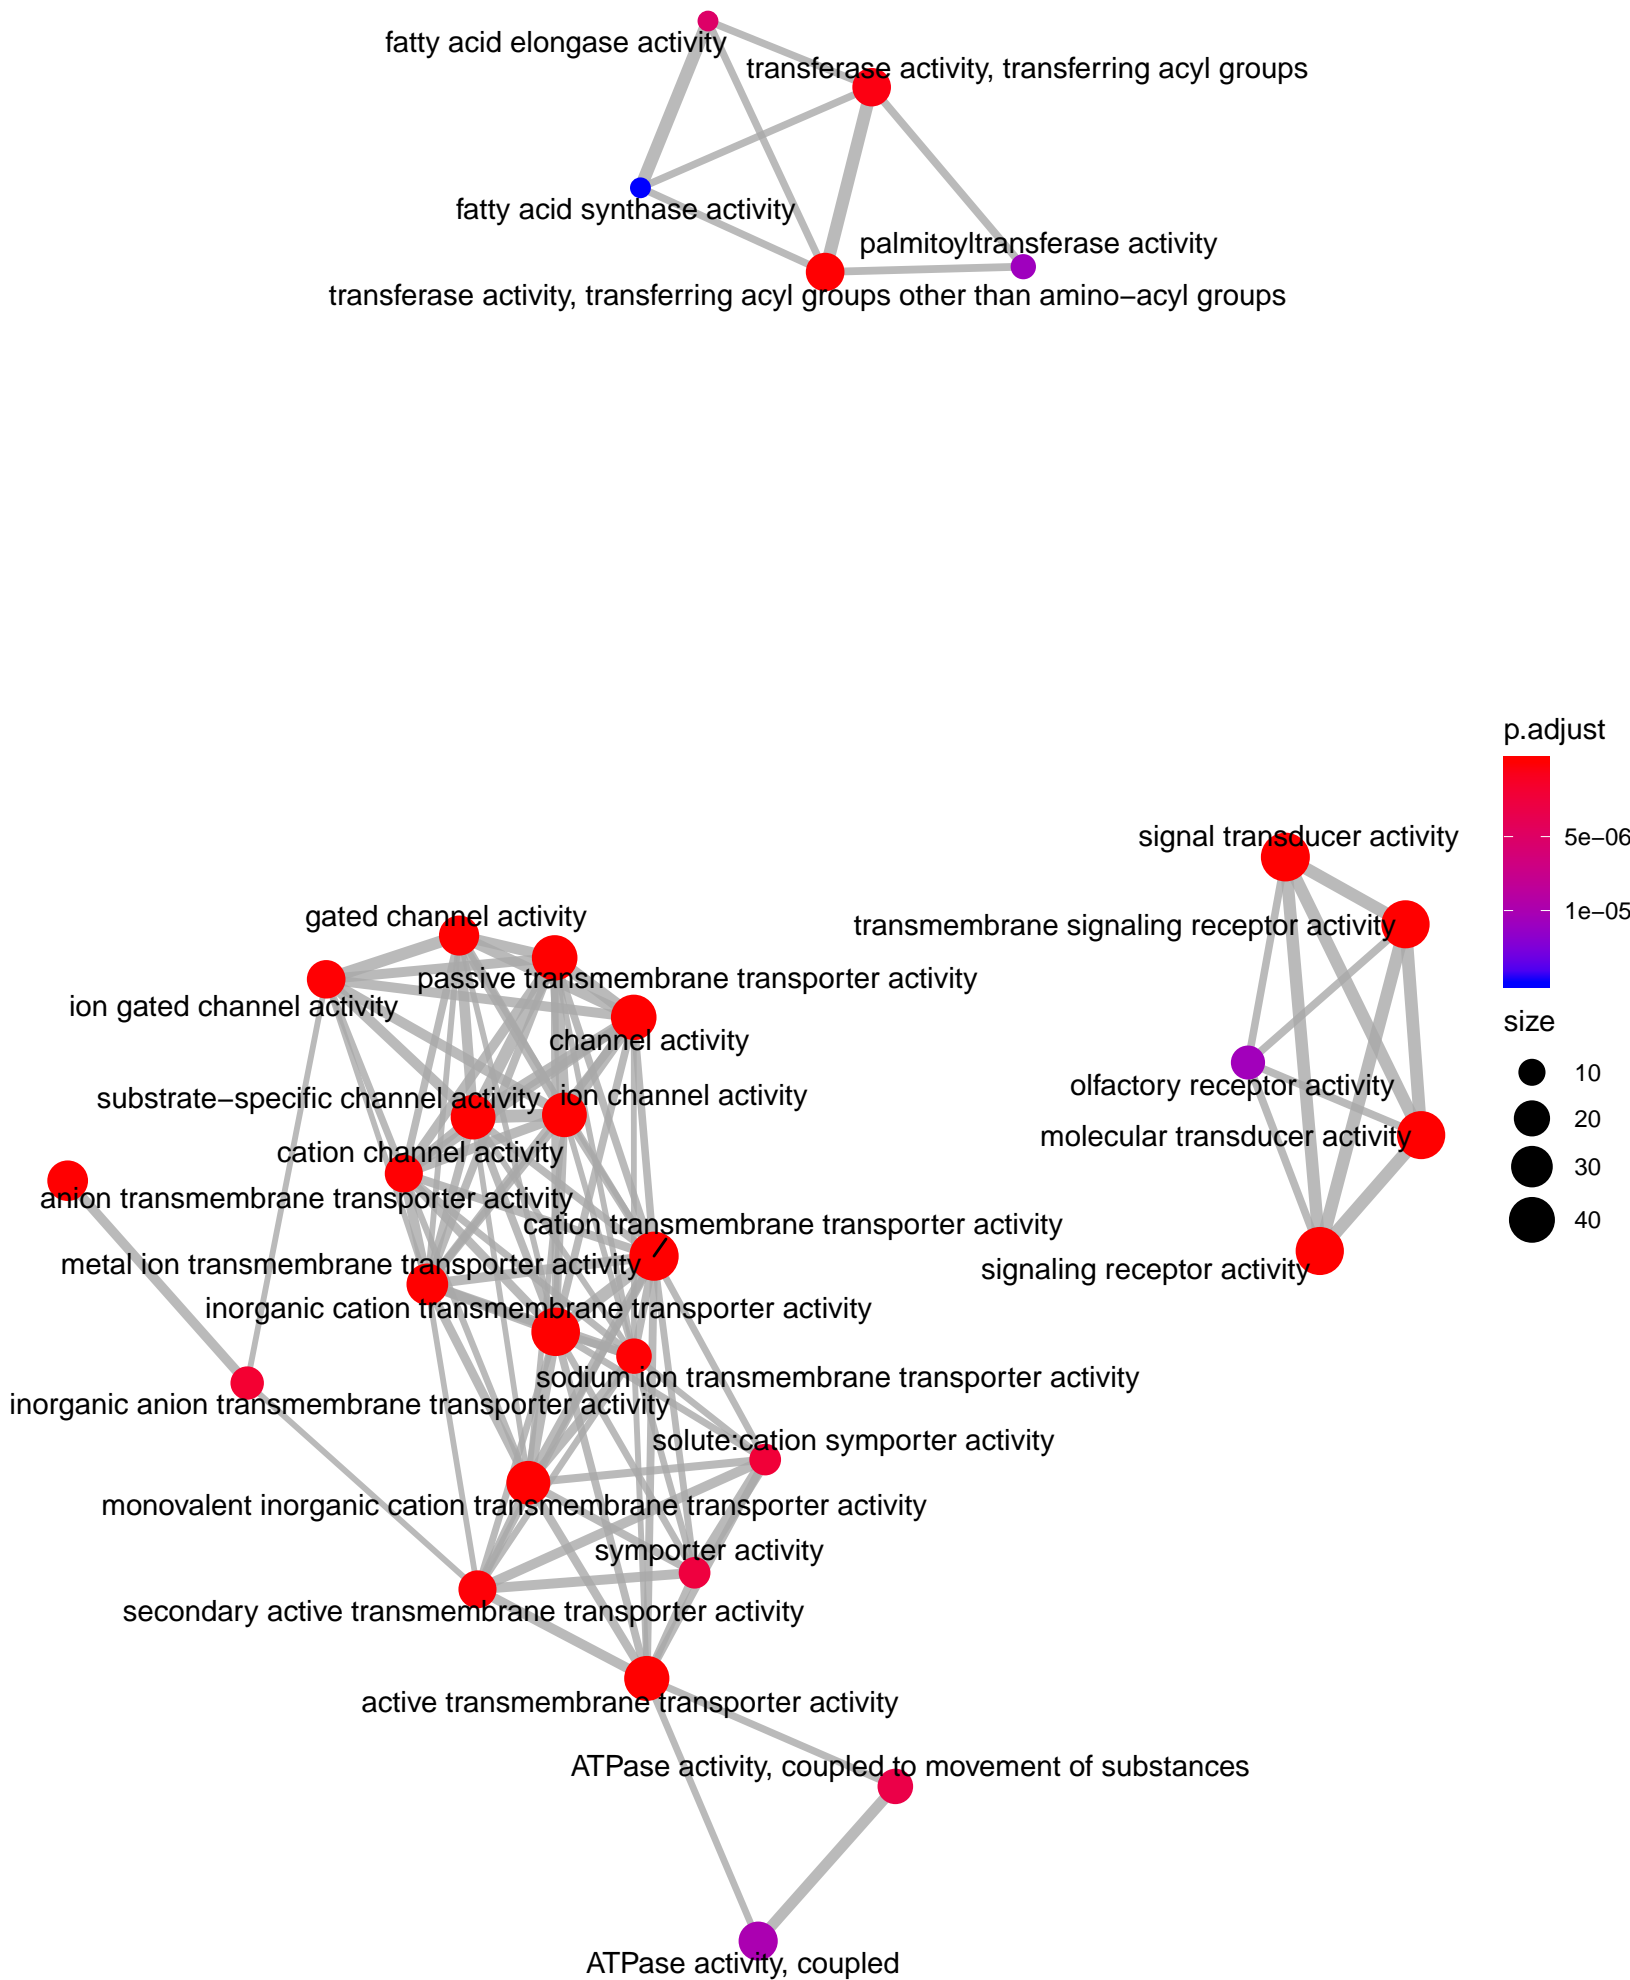 fatty acid elongase activity
transferase activity, transferring acyl groups
fatty acid synthase activity
palmitoyltransferase activity
transferase activity, transferring acyl groups other than amino−acyl groups
p.adjust
5e−06
1e−05
size
10
20
30
40
signal transducer activity
transmembrane signaling receptor activity
olfactory receptor activity
molecular transducer activity
signaling receptor activity
gated channel activity
passive transmembrane transporter activity
ion gated channel activity
channel activity
substrate−specific channel activity
ion channel activity
cation channel activity
anion transmembrane transporter activity
cation transmembrane transporter activity
metal ion transmembrane transporter activity
inorganic cation transmembrane transporter activity
sodium ion transmembrane transporter activity
inorganic anion transmembrane transporter activity
solute:cation symporter activity
monovalent inorganic cation transmembrane transporter activity
symporter activity
secondary active transmembrane transporter activity
active transmembrane transporter activity
ATPase activity, coupled to movement of substances
ATPase activity, coupled